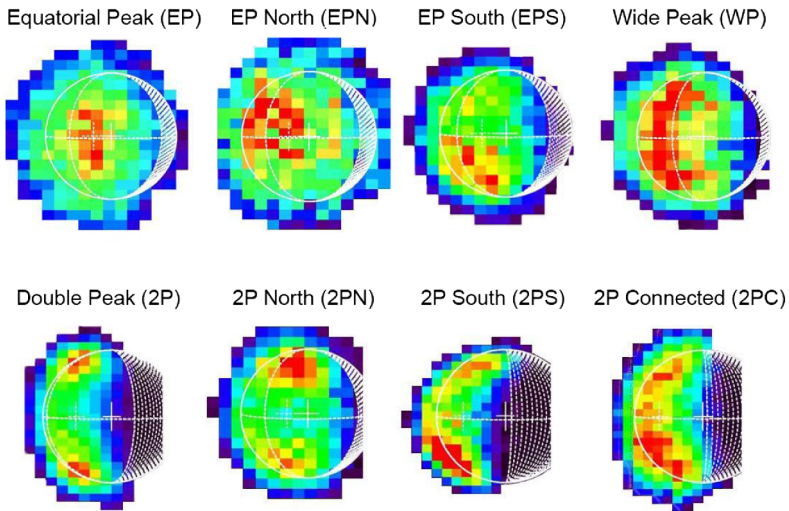 Equatorial Peak (EP)
EP North (EPN)
EP South (EPS)
Wide Peak (WP)
Double Peak (2P)
2P North (2PN)
2P South (2PS)
2P Connected (2PC)